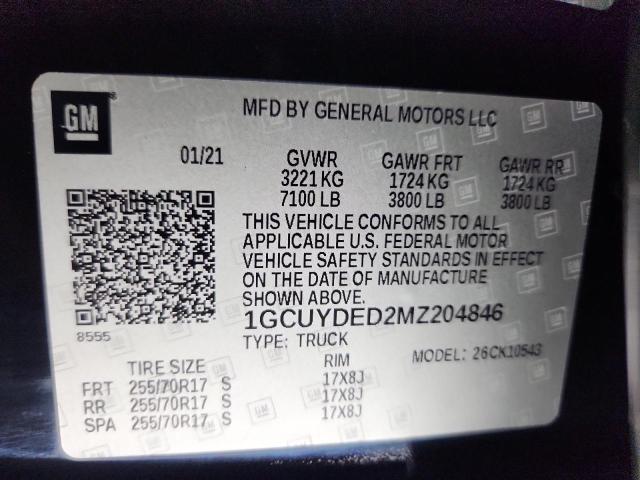 GM
MFD BY GENERAL MOTORS LLC
01/21 GVWR GAWR FRT GAWR RR
3221 KG 1724 KG 1724 KG
7100 LB 3800 LB 3800 LB
THIS VEHICLE CONFORMS TO ALL
APPLICABLE U.S. FEDERAL MOTOR
VEHICLE SAFETY STANDARDS IN EFFECT
ON THE DATE OF MANUFACTURE
SHOWN ABOVE.
8555
1GCUYDED2MZ204846
TYPE: TRUCK MODEL: 26CK10543
TIRE SIZE RIM
FRT 255/70R17 S 17X8J
RR 255/70R17 S 17X8J
SPA 255/70R17 S 17X8J